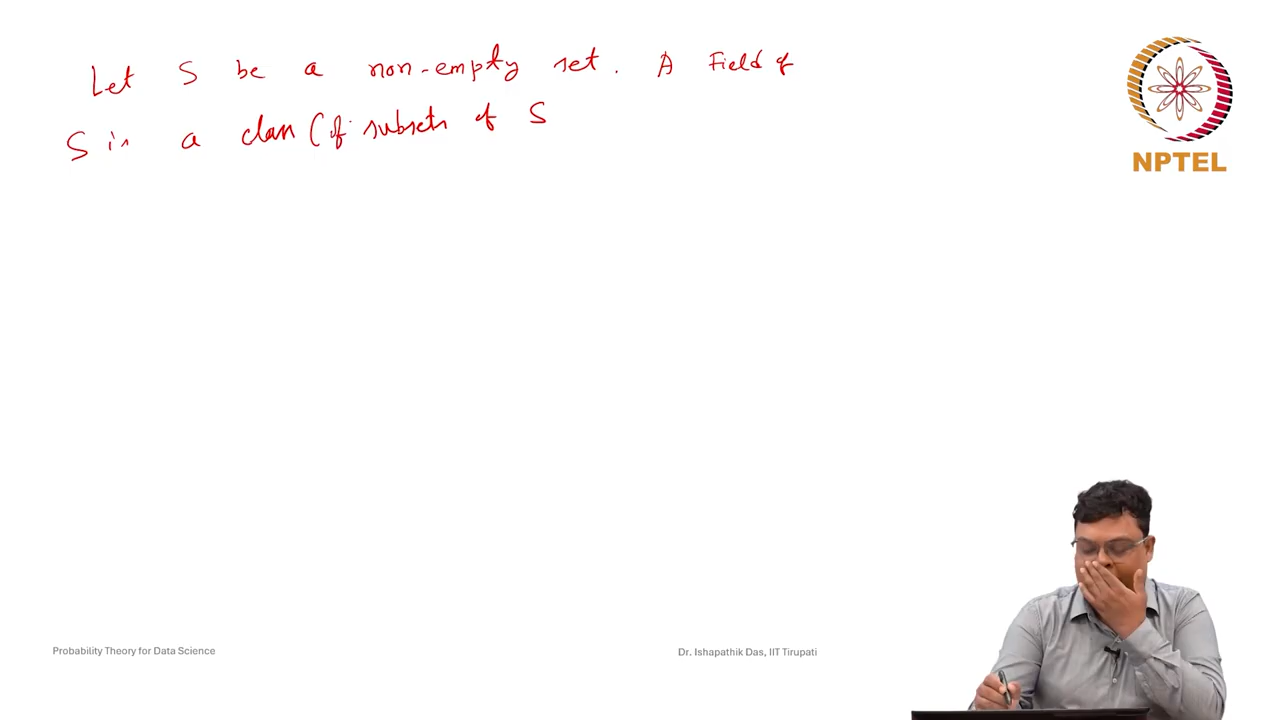 Let S be a non-empty set. A Field of
S is a class (of subsets of S
NPTEL
Probability Theory for Data Science
Dr. Ishapathik Das, IIT Tirupati